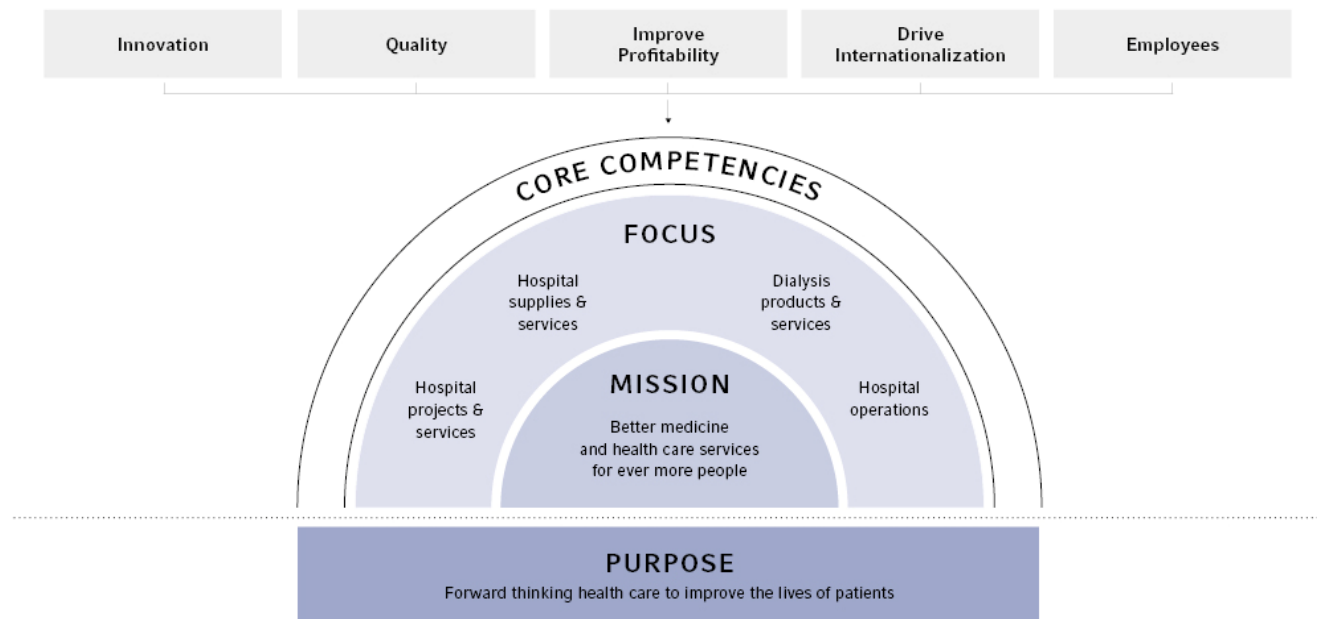 Innovation
Quality
Improve
Profitability
Drive
Internationalization
Employees
CORE COMPETENCIES
FOCUS
Hospital
supplies &
services
Dialysis
products &
services
Hospital
projects &
services
Hospital
operations
MISSION
Better medicine
and health care services
for ever more people
PURPOSE
Forward thinking health care to improve the lives of patients